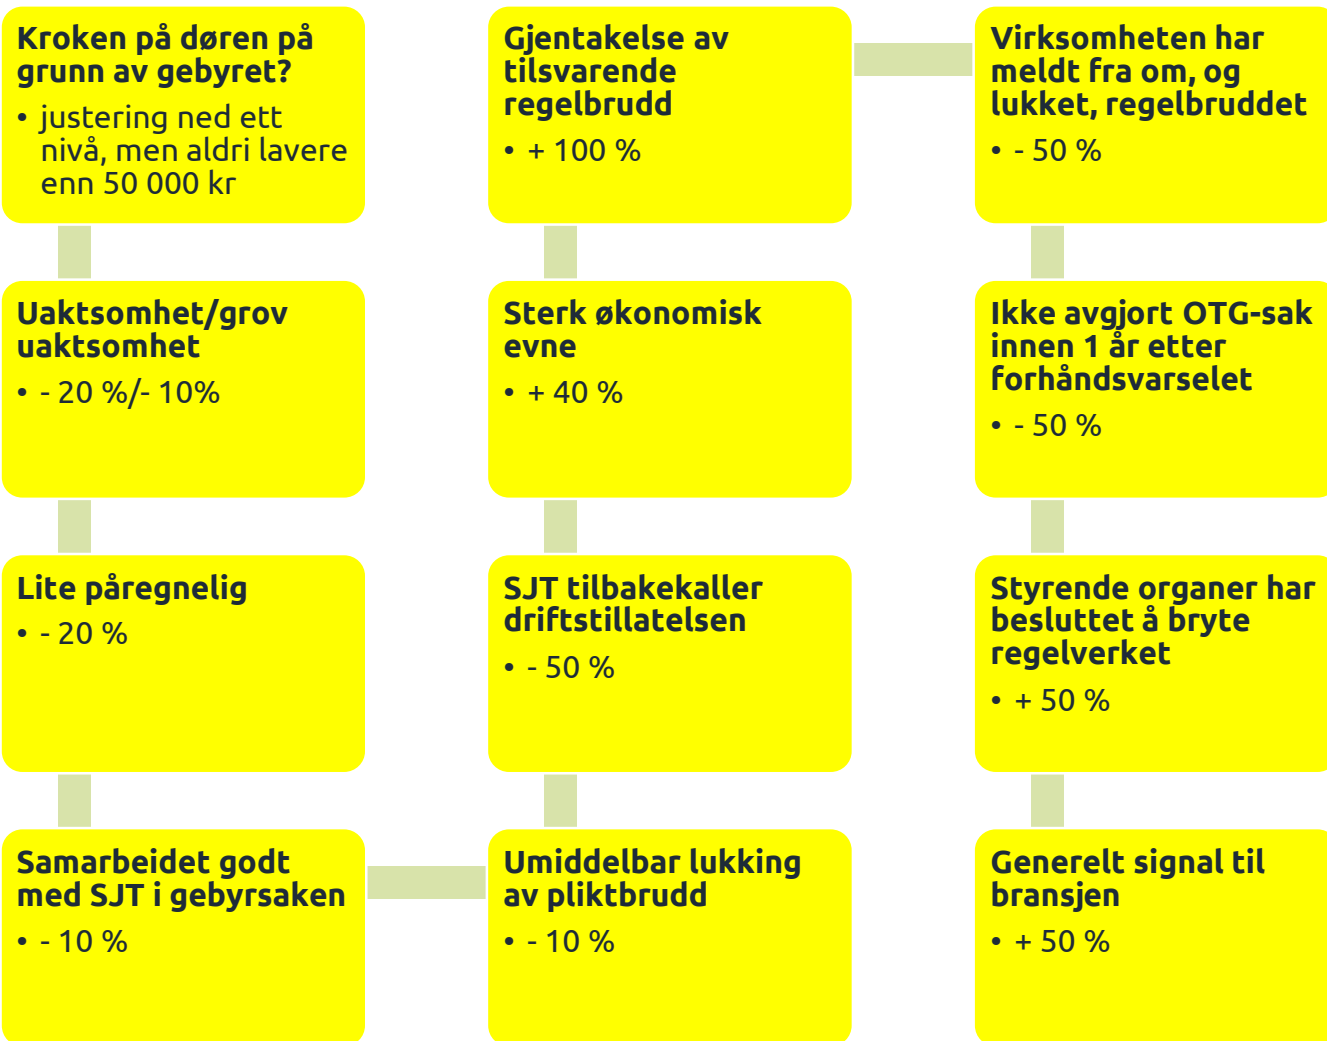 Kroken på døren på
grunn av gebyret?
• justering ned ett
nivå, men aldri lavere
enn 50 000 kr
Uaktsomhet/grov
uaktsomhet
• - 20 %/- 10%
Lite påregnelig
• - 20 %
Samarbeidet godt
med SJT i gebyrsaken
• - 10 %
Umiddelbar lukking
av pliktbrudd
• - 10 %
SJT tilbakekaller
driftstillatelsen
• - 50 %
Sterk økonomisk
evne
• + 40 %
Gjentakelse av
tilsvarende
regelbrudd
• + 100 %
Virksomheten har
meldt fra om, og
lukket, regelbruddet
• - 50 %
Ikke avgjort OTG-sak
innen 1 år etter
forhåndsvarselet
• - 50 %
Styrende organer har
besluttet å bryte
regelverket
• + 50 %
Generelt signal til
bransjen
• + 50 %